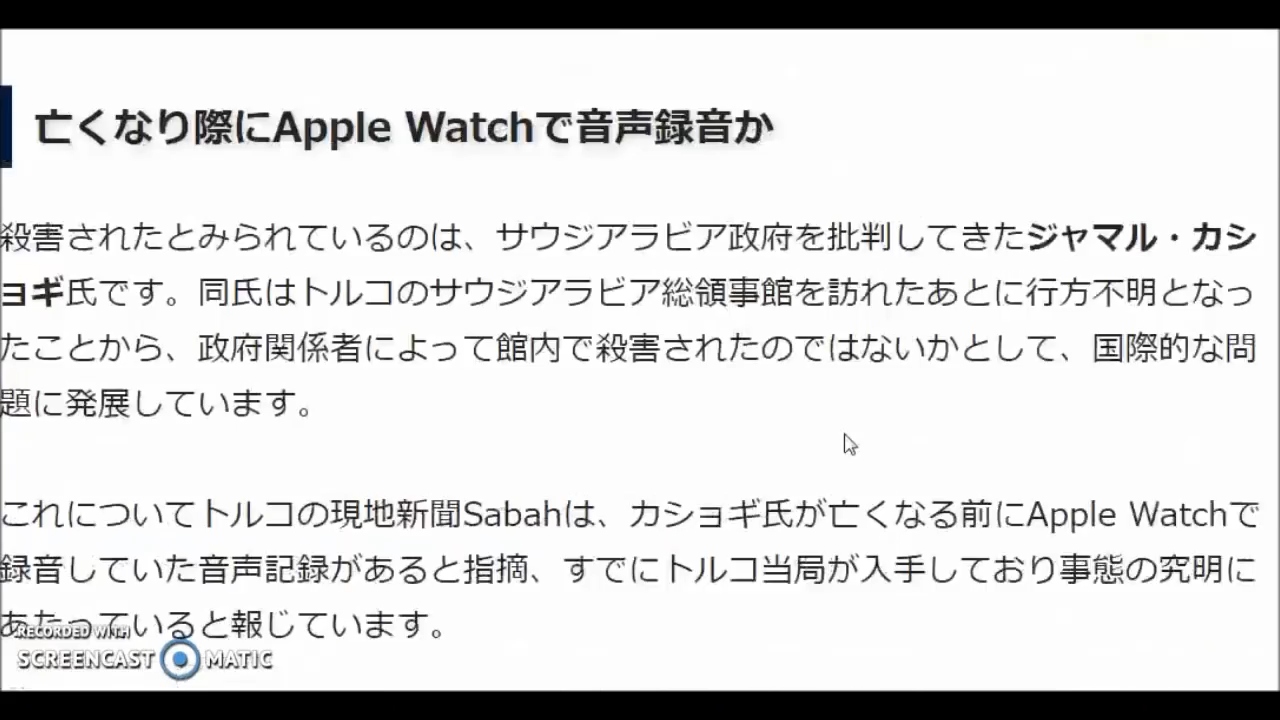 亡くなり際にApple Watchで音声録音か
殺害されたとみられているのは、サウジアラビア政府を批判してきたジャマル・カシ
ョギ氏です。同氏はトルコのサウジアラビア総領事館を訪れたあとに行方不明となっ
たことから、政府関係者によって館内で殺害されたのではないかとして、国際的な問
題に発展しています。
これについてトルコの現地新聞Sabahは、カショギ氏が亡くなる前にApple Watchで
録音していた音声記録があると指摘、すでにトルコ当局が入手しており事態の究明に
あたっていると報じています。
RECORDED WITH
SCREENCAST MATIC